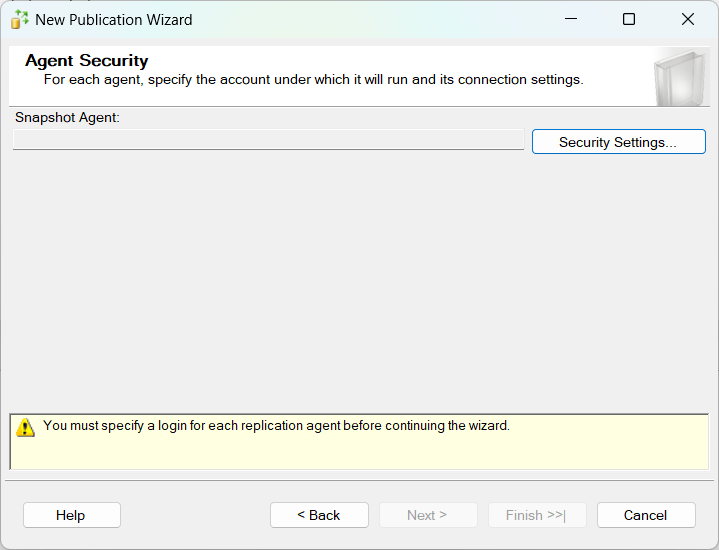 New Publication Wizard
Agent Security
For each agent, specify the account under which it will run and its connection settings.
Snapshot Agent:
Security Settings...
You must specify a login for each replication agent before continuing the wizard.
Help
< Back
Next >
Finish >>|
Cancel